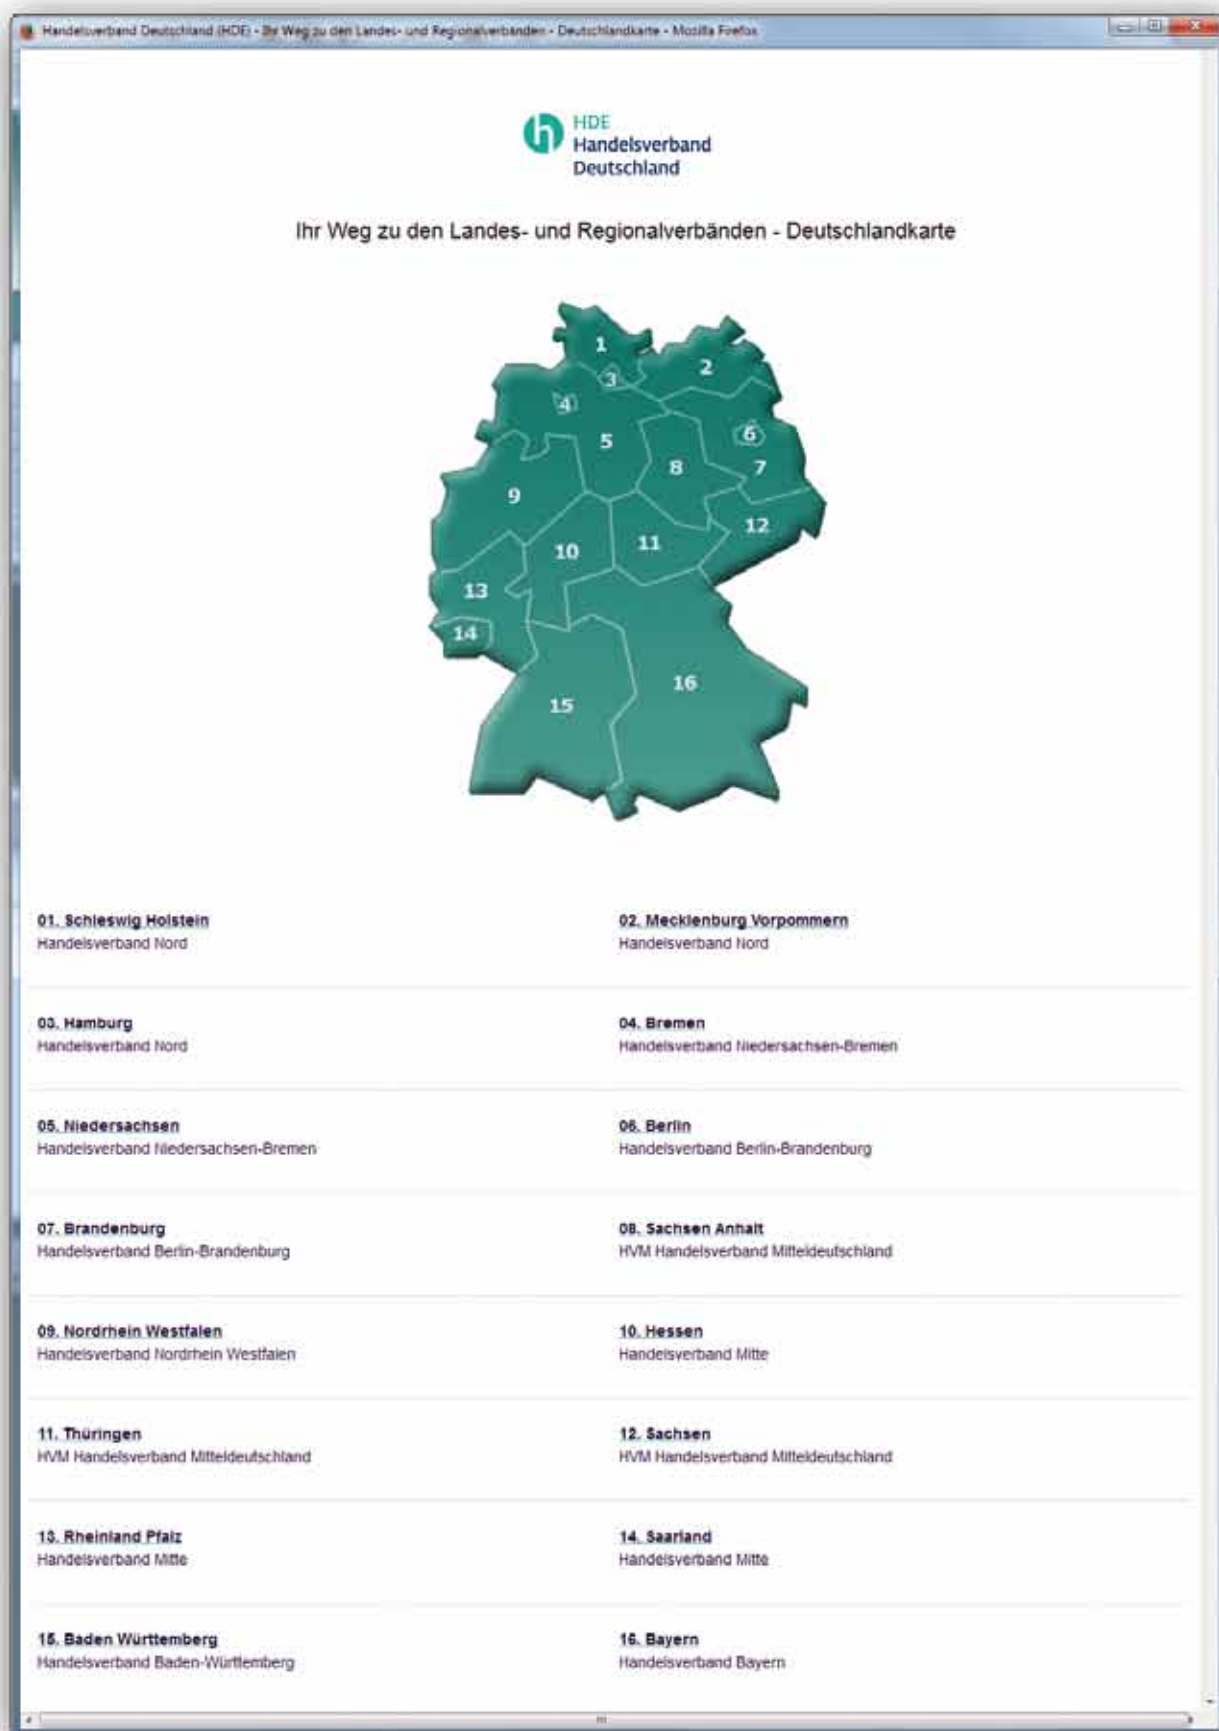 Handelsverband Deutschland (HDE) - Ihr Weg zu den Landes- und Regionalverbänden - Deutschlandkarte - Mozilla Firefox
HDE
Handelsverband
Deutschland
Ihr Weg zu den Landes- und Regionalverbänden - Deutschlandkarte
1
2
3
4
5
6
7
8
9
10
11
12
13
14
15
16
01. Schleswig Holstein
Handelsverband Nord
02. Mecklenburg Vorpommern
Handelsverband Nord
03. Hamburg
Handelsverband Nord
04. Bremen
Handelsverband Niedersachsen-Bremen
05. Niedersachsen
Handelsverband Niedersachsen-Bremen
06. Berlin
Handelsverband Berlin-Brandenburg
07. Brandenburg
Handelsverband Berlin-Brandenburg
08. Sachsen Anhalt
HVM Handelsverband Mitteldeutschland
09. Nordrhein Westfalen
Handelsverband Nordrhein Westfalen
10. Hessen
Handelsverband Mitte
11. Thüringen
HVM Handelsverband Mitteldeutschland
12. Sachsen
HVM Handelsverband Mitteldeutschland
13. Rheinland Pfalz
Handelsverband Mitte
14. Saarland
Handelsverband Mitte
15. Baden Württemberg
Handelsverband Baden-Württemberg
16. Bayern
Handelsverband Bayern